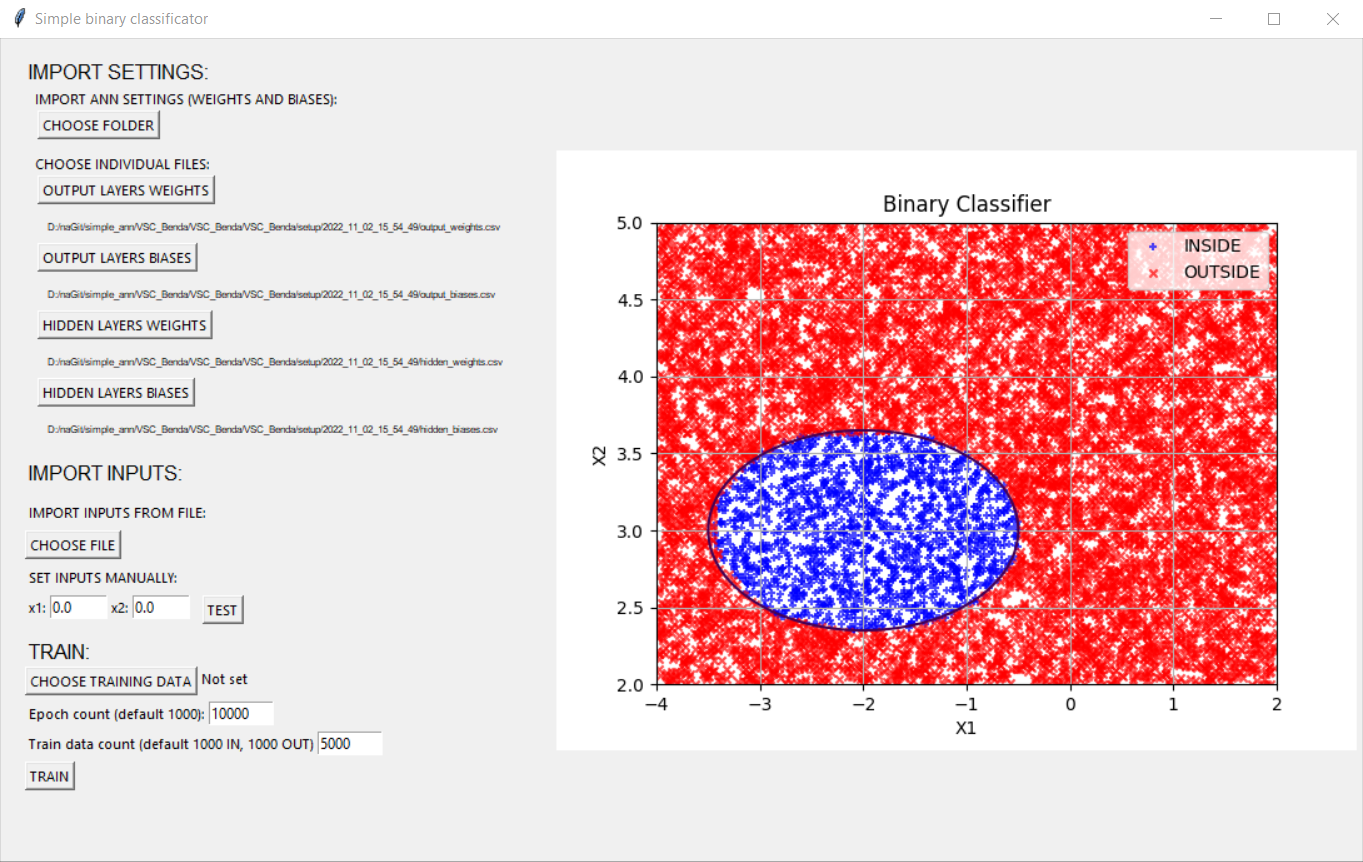 Simple binary classificator
IMPORT SETTINGS:
IMPORT ANN SETTINGS (WEIGHTS AND BIASES):
CHOOSE FOLDER
CHOOSE INDIVIDUAL FILES:
OUTPUT LAYERS WEIGHTS
D:/naGit/simple_ann/VSC_Benda/VSC_Benda/VSC_Benda/setup/2022_11_02_15_54_49/output_weights.csv
OUTPUT LAYERS BIASES
D:/naGit/simple_ann/VSC_Benda/VSC_Benda/VSC_Benda/setup/2022_11_02_15_54_49/output_biases.csv
HIDDEN LAYERS WEIGHTS
D:/naGit/simple_ann/VSC_Benda/VSC_Benda/VSC_Benda/setup/2022_11_02_15_54_49/hidden_weights.csv
HIDDEN LAYERS BIASES
D:/naGit/simple_ann/VSC_Benda/VSC_Benda/VSC_Benda/setup/2022_11_02_15_54_49/hidden_biases.csv
IMPORT INPUTS:
IMPORT INPUTS FROM FILE:
CHOOSE FILE
SET INPUTS MANUALLY:
x1: 0.0 x2: 0.0 TEST
TRAIN:
CHOOSE TRAINING DATA Not set
Epoch count (default 1000): 10000
Train data count (default 1000 IN, 1000 OUT) 5000
TRAIN
Binary Classifier
INSIDE
OUTSIDE
5.0
4.5
4.0
3.5
3.0
2.5
2.0
X2
−4 −3 −2 −1 0 1 2
X1